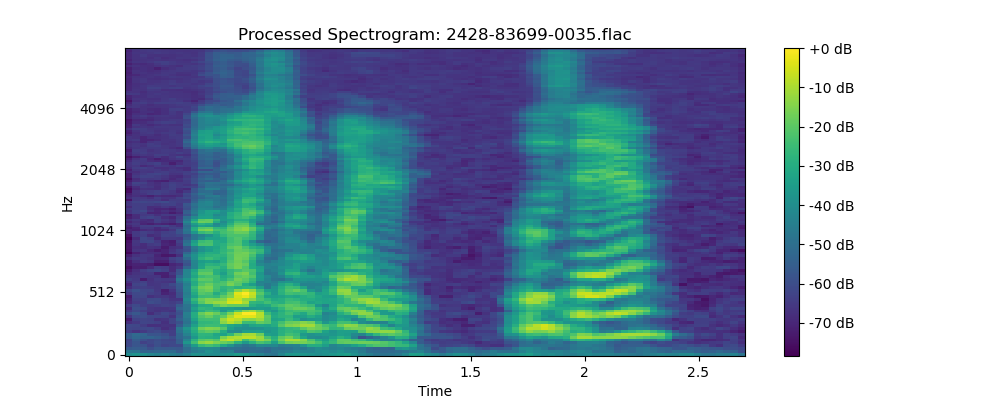 Processed Spectrogram: 2428-83699-0035.flac
Hz
4096
2048
1024
512
0
0
0.5
1
1.5
2
2.5
Time
+0 dB
-10 dB
-20 dB
-30 dB
-40 dB
-50 dB
-60 dB
-70 dB